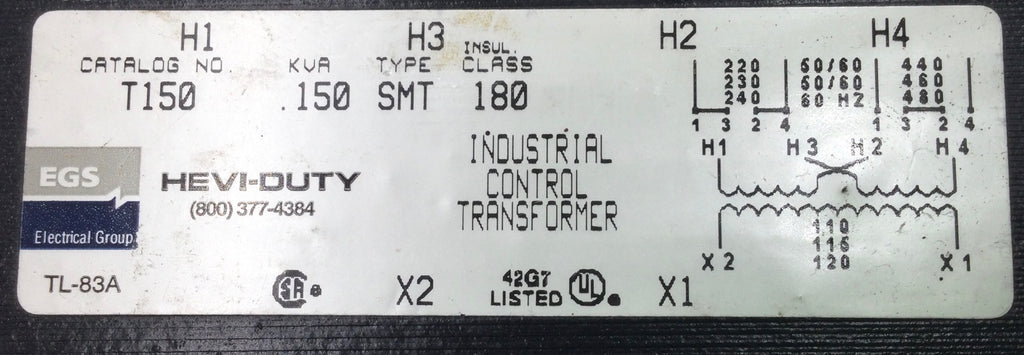 H1 H3 H2 H4
CATALOG NO. KVA TYPE INSUL. CLASS
T150 .150 SMT 180
220 50/60 440
230 50/60 460
240 60 HZ 480
1 3 2 4 1 3 2 4
H1 H3 H2 H4
EGS
Electrical Group
HEVI-DUTY
(800) 377-4384
INDUSTRIAL
CONTROL
TRANSFORMER
110
115
120
X2 X1
TL-83A
SA
X2
42G7
LISTED
UL
X1